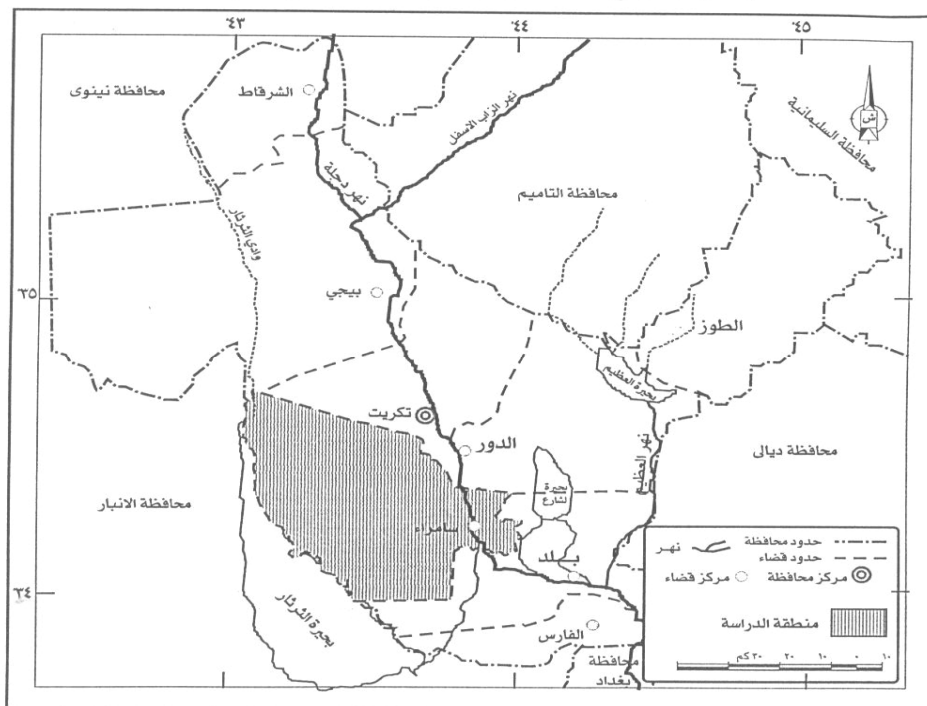 ٤٣ ٤٤ ٤٥
محافظة نينوى
الشرقاط
نهر الزاب الاسفل
محافظة السليمانية
ش
نهر دجلة
محافظة التاميم
وادي الثرثار
٣٥
بيجي
الطوز
بحيرة العظيم
تكريت
الدور
نهر العظيم
محافظة ديالى
محافظة الانبار
بحيرة
الشارع
سامراء
بلد
٣٤
بحيرة الثرثار
الفارس
محافظة
بغداد
حدود محافظة
نهر
حدود قضاء
مركز محافظة
مركز قضاء
منطقة الدراسة
١٠ ٠ ١٠ ٢٠ ٣٠ كم